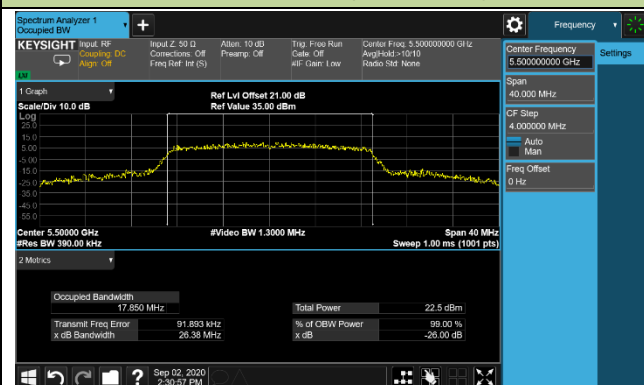 Spectrum Analyzer 1
Occupied BW
Frequency
KEYSIGHT
Input: RF
Coupling: DC
Align: Off
Input Z: 50 Ω
Corrections: Off
Freq Ref: Int (S)
Atten: 10 dB
Preamp: Off
Trig: Free Run
Gate: Off
#IF Gain: Low
Center Freq: 5.500000000 GHz
Avg|Hold:>10/10
Radio Std: None
LXI
Center Frequency
5.500000000 GHz
Settings
Span
40.000 MHz
CF Step
4.000000 MHz
Auto
Man
Freq Offset
0 Hz
1 Graph
Scale/Div 10.0 dB
Ref Lvl Offset 21.00 dB
Ref Value 35.00 dBm
Log
25.0
15.0
5.00
-5.00
-15.0
-25.0
-35.0
-45.0
-55.0
Center 5.50000 GHz
#Res BW 390.00 kHz
#Video BW 1.3000 MHz
Span 40 MHz
Sweep 1.00 ms (1001 pts)
2 Metrics
Occupied Bandwidth
17.850 MHz
Total Power 22.5 dBm
Transmit Freq Error 91.893 kHz
% of OBW Power 99.00 %
x dB Bandwidth 26.38 MHz
x dB -26.00 dB
?
Sep 02, 2020
2:30:57 PM